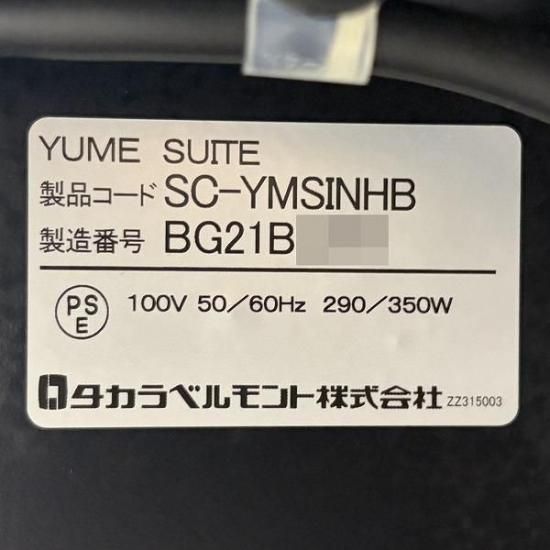 YUME SUITE
製品コード SC-YMSINHB
製造番号 BG21B
PS
E
100V 50/60Hz 290/350W
タカラベルモント株式会社 ZZ315003